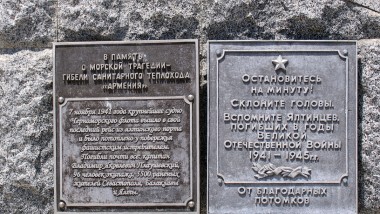 В ПАМЯТЬ
О МОРСКОЙ ТРАГЕДИИ-
ГИБЕЛИ САНИТАРНОГО ТЕПЛОХОДА
„АРМЕНИЯ”
7 ноября 1941 года крупнейшее судно
Черноморского флота вышло в свой
последний рейс из ялтинского порта
и было потоплено у побережья
фашистским истребителем.
Погибли почти все: капитан
Владимир Яковлевич Плаушевский,
96 человек экипажа, 5500 раненых,
жителей Севастополя, Балаклавы
и Ялты.
ОСТАНОВИТЕСЬ
НА МИНУТУ!
СКЛОНИТЕ ГОЛОВЫ.
ВСПОМНИТЕ ЯЛТИНЦЕВ,
ПОГИБШИХ В ГОДЫ
ВЕЛИКОЙ
ОТЕЧЕСТВЕННОЙ ВОЙНЫ
1941 – 1945гг.
ОТ БЛАГОДАРНЫХ
ПОТОМКОВ